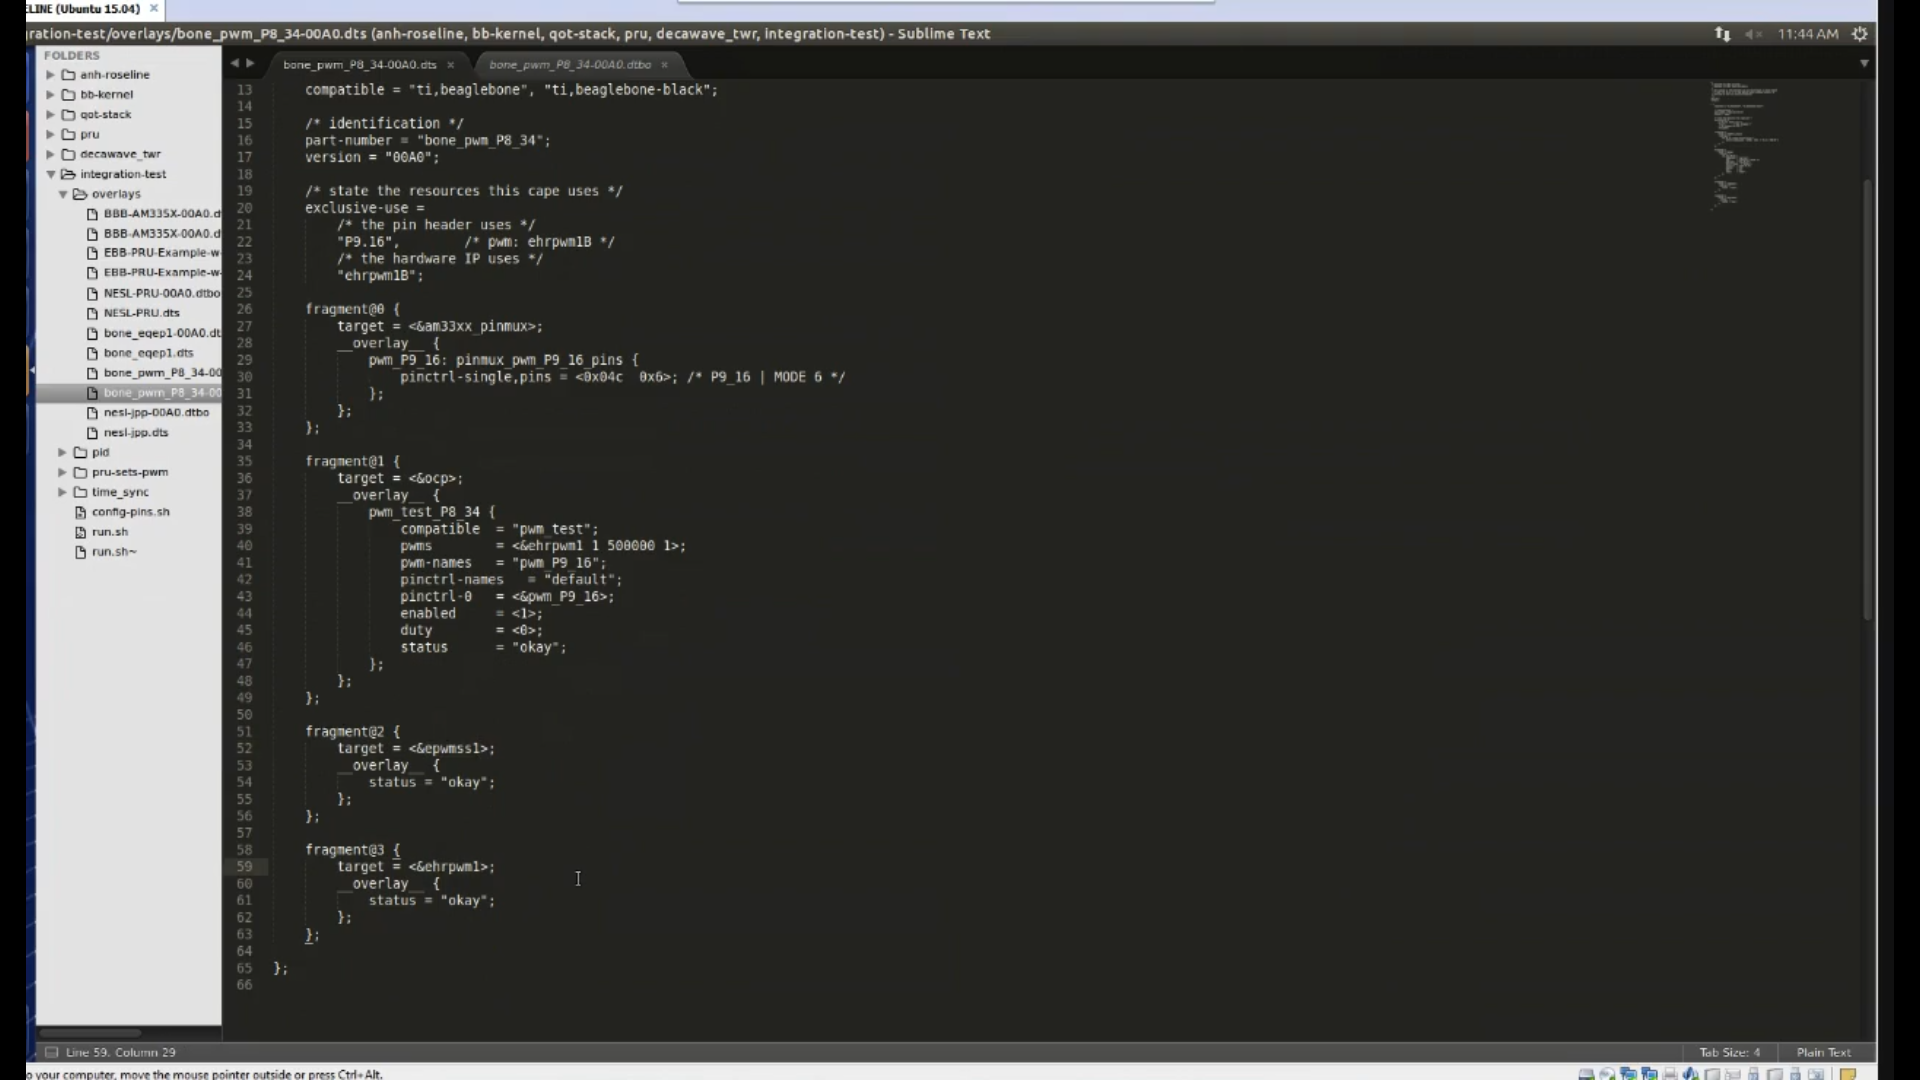 ELINE (Ubuntu 15.04) ×
ration-test/overlays/bone_pwm_P8_34-00A0.dts (anh-roseline, bb-kernel, qot-stack, pru, decawave_twr, integration-test) - Sublime Text
11:44 AM
FOLDERS
anh-roseline
bb-kernel
qot-stack
pru
decawave_twr
integration-test
overlays
BBB-AM335X-00A0.d
BBB-AM335X-00A0.d
EBB-PRU-Example-w
EBB-PRU-Example-w
NESL-PRU-00A0.dtbo
NESL-PRU.dts
bone_eqep1-00A0.dt
bone_eqep1.dts
bone_pwm_P8_34-00
bone_pwm_P8_34-00
nesl-jpp-00A0.dtbo
nesl-jpp.dts
pid
pru-sets-pwm
time_sync
config-pins.sh
run.sh
run.sh~
bone_pwm_P8_34-00A0.dts ×
bone_pwm_P8_34-00A0.dtbo ×
13 compatible = "ti,beaglebone", "ti,beaglebone-black";
14
15 /* identification */
16 part-number = "bone_pwm_P8_34";
17 version = "00A0";
18
19 /* state the resources this cape uses */
20 exclusive-use =
21 /* the pin header uses */
22 "P9.16", /* pwm: ehrpwm1B */
23 /* the hardware IP uses */
24 "ehrpwm1B";
25
26 fragment@0 {
27 target = <&am33xx_pinmux>;
28 __overlay__ {
29 pwm_P9_16: pinmux_pwm_P9_16_pins {
30 pinctrl-single,pins = <0x04c 0x6>; /* P9_16 | MODE 6 */
31 };
32 };
33 };
34
35 fragment@1 {
36 target = <&ocp>;
37 __overlay__ {
38 pwm_test_P8_34 {
39 compatible = "pwm_test";
40 pwms = <&ehrpwm1 1 500000 1>;
41 pwm-names = "pwm_P9_16";
42 pinctrl-names = "default";
43 pinctrl-0 = <&pwm_P9_16>;
44 enabled = <1>;
45 duty = <0>;
46 status = "okay";
47 };
48 };
49 };
50
51 fragment@2 {
52 target = <&epwmss1>;
53 __overlay__ {
54 status = "okay";
55 };
56 };
57
58 fragment@3 {
59 target = <&ehrpwm1>;
60 __overlay__ {
61 status = "okay";
62 };
63 };
64
65 };
66
Line 59, Column 29
Tab Size: 4
Plain Text
o your computer, move the mouse pointer outside or press Ctrl+Alt.